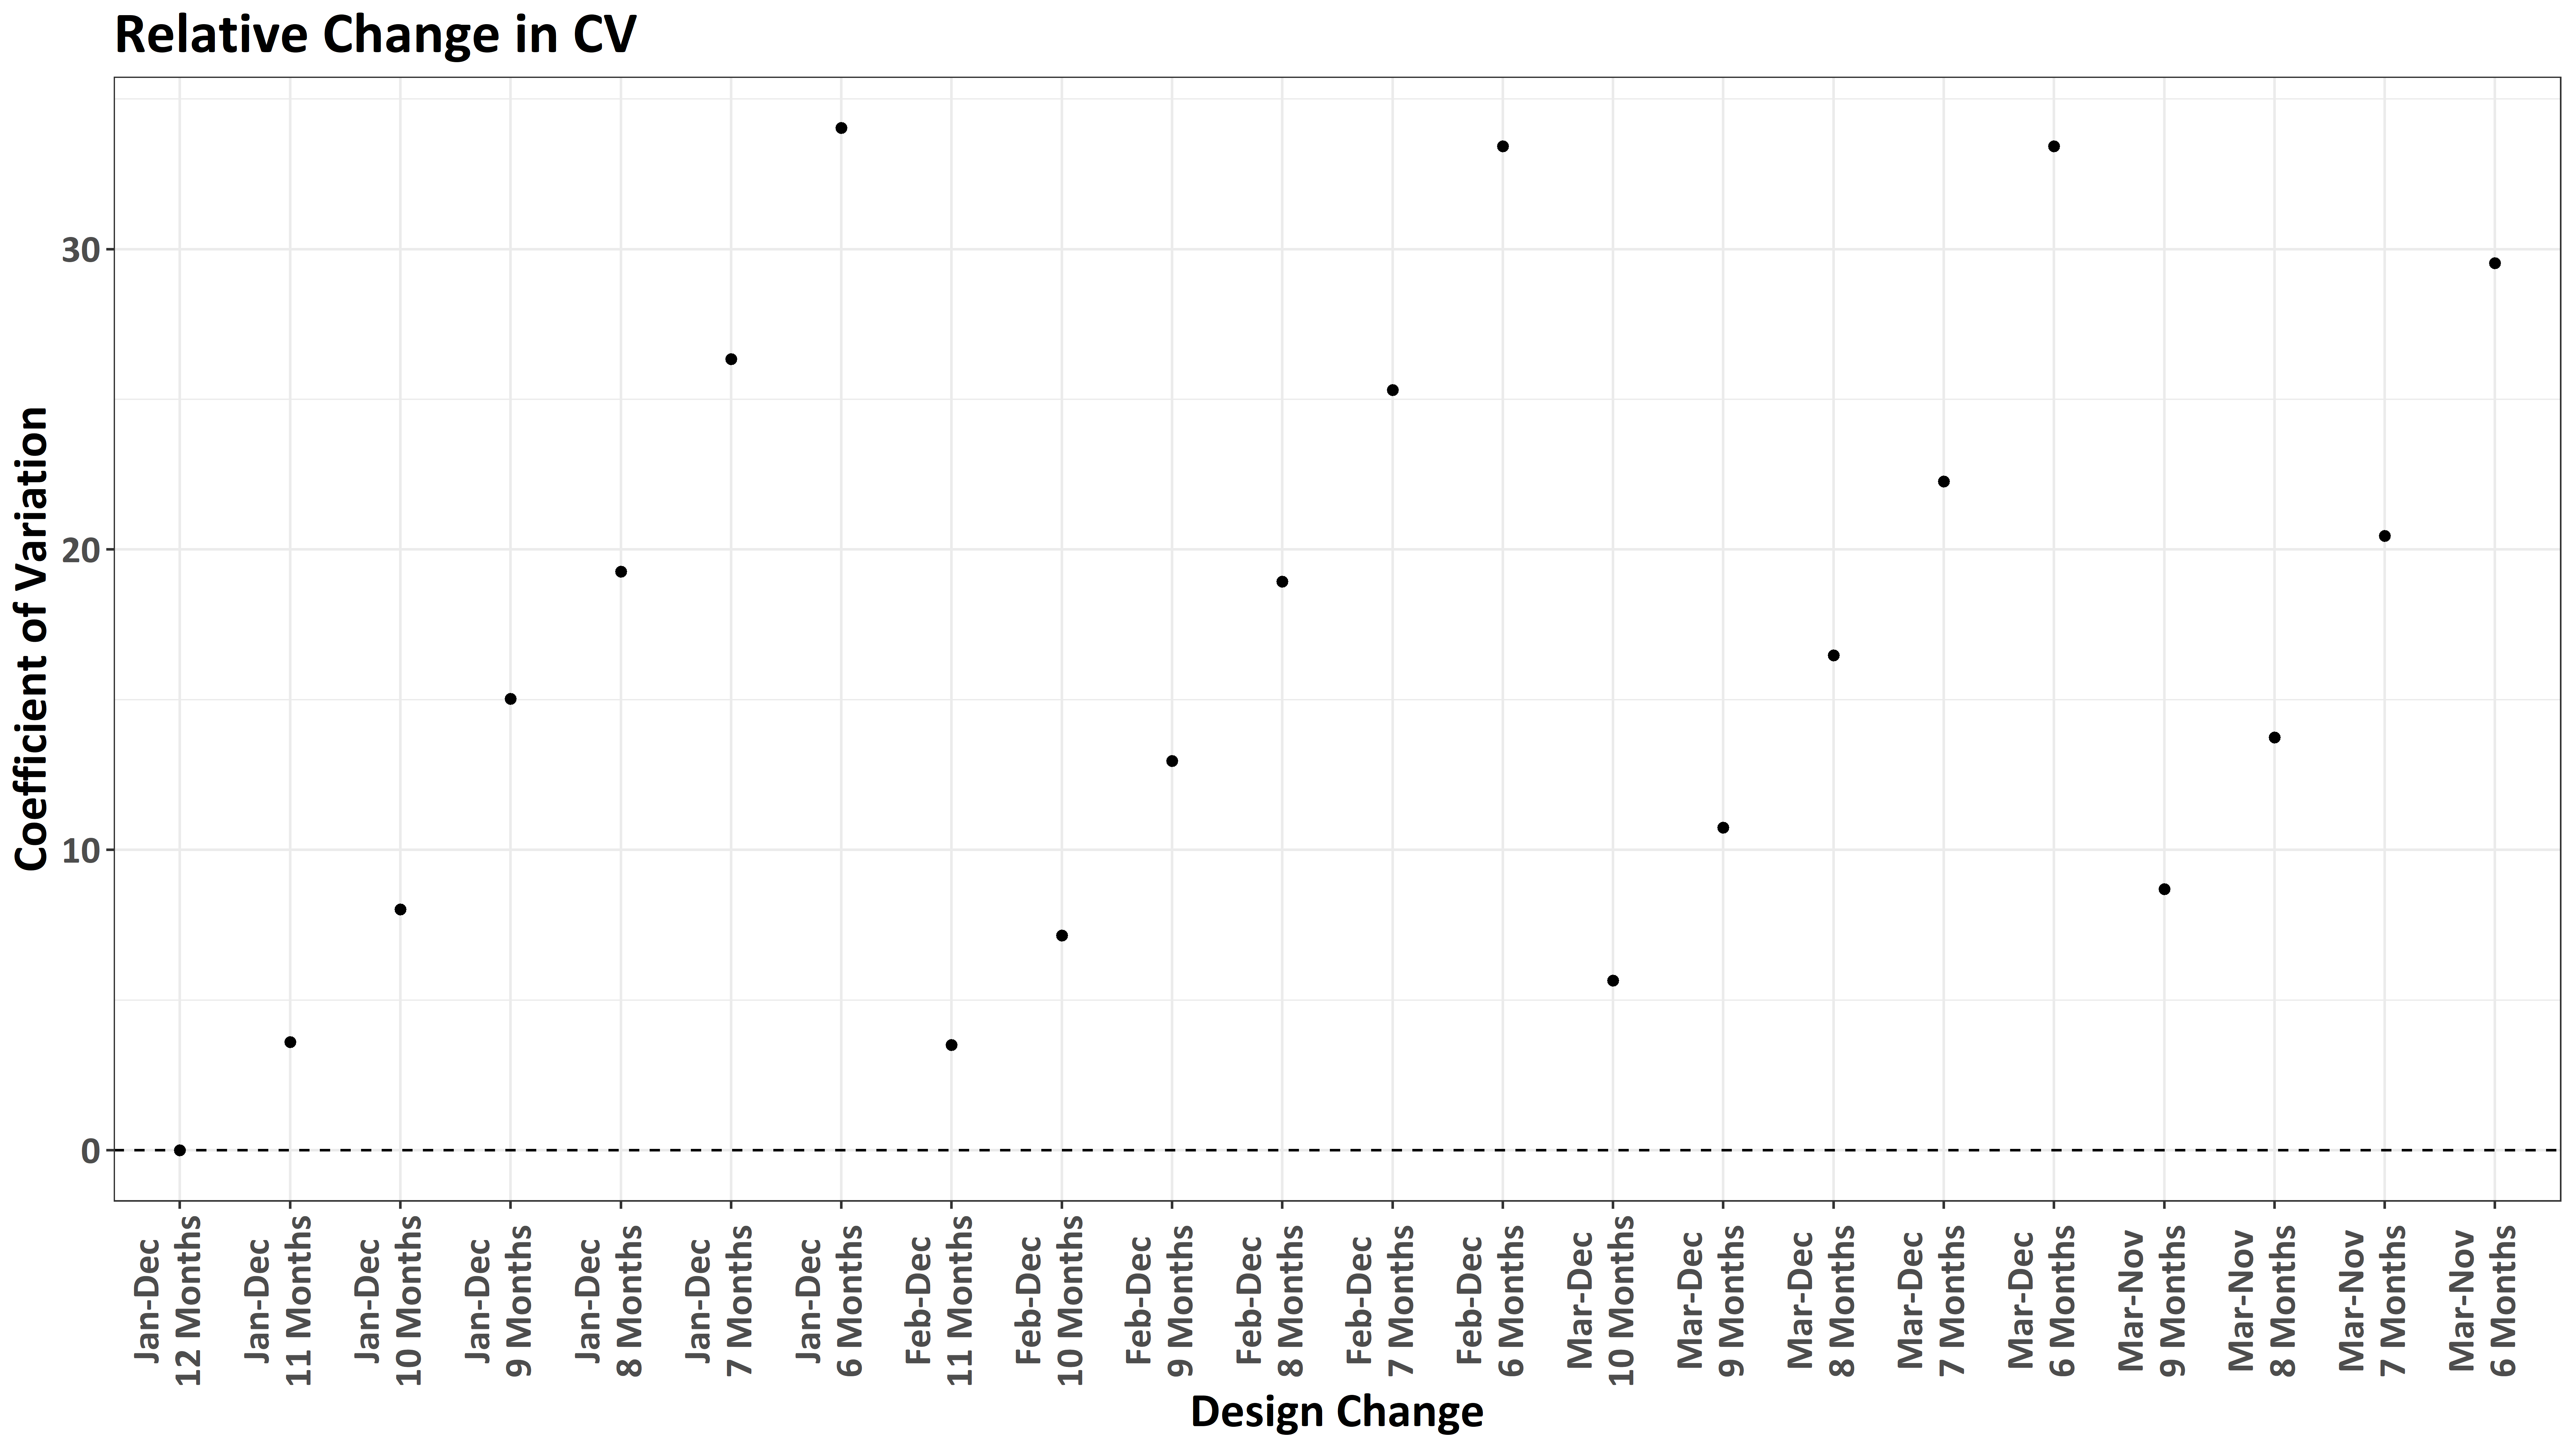 Relative Change in CV
Coefficient of Variation
30
20
10
0
Jan-Dec
12 Months
Jan-Dec
11 Months
Jan-Dec
10 Months
Jan-Dec
9 Months
Jan-Dec
8 Months
Jan-Dec
7 Months
Jan-Dec
6 Months
Feb-Dec
11 Months
Feb-Dec
10 Months
Feb-Dec
9 Months
Feb-Dec
8 Months
Feb-Dec
7 Months
Feb-Dec
6 Months
Mar-Dec
10 Months
Mar-Dec
9 Months
Mar-Dec
8 Months
Mar-Dec
7 Months
Mar-Dec
6 Months
Mar-Nov
9 Months
Mar-Nov
8 Months
Mar-Nov
7 Months
Mar-Nov
6 Months
Design Change